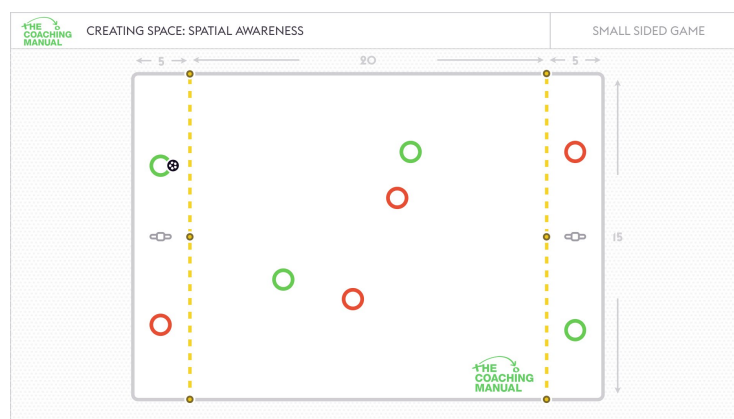 THE
COACHING
MANUAL
CREATING SPACE: SPATIAL AWARENESS
SMALL SIDED GAME
5
20
5
15
THE
COACHING
MANUAL